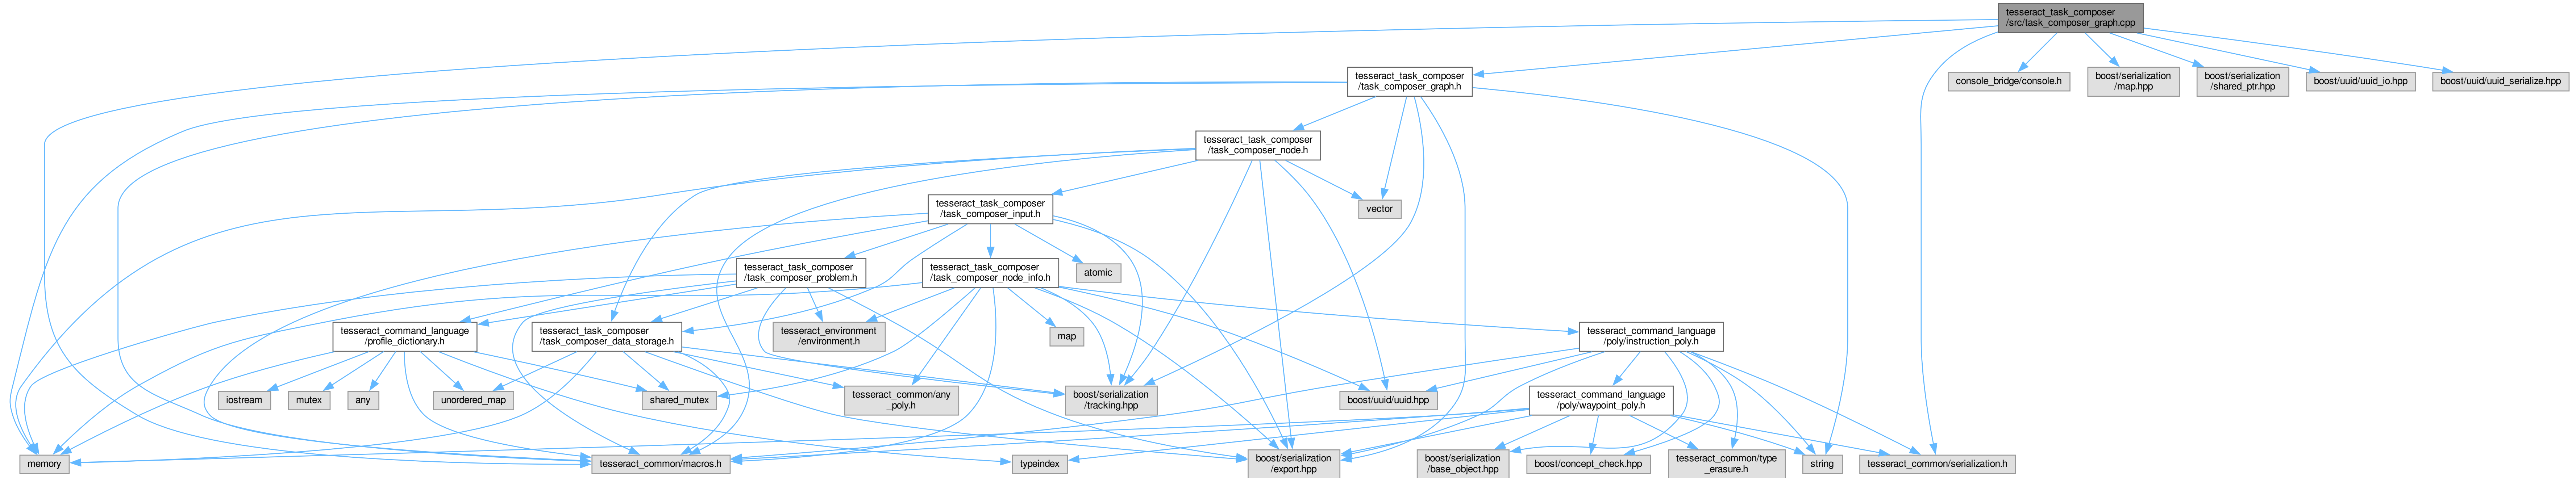 tesseract_task_composer
/src/task_composer_graph.cpp
tesseract_task_composer
/task_composer_graph.h
console_bridge/console.h
boost/serialization
/map.hpp
boost/serialization
/shared_ptr.hpp
boost/uuid/uuid_io.hpp
boost/uuid/uuid_serialize.hpp
tesseract_task_composer
/task_composer_node.h
tesseract_task_composer
/task_composer_input.h
vector
tesseract_task_composer
/task_composer_problem.h
tesseract_task_composer
/task_composer_node_info.h
atomic
tesseract_command_language
/profile_dictionary.h
tesseract_task_composer
/task_composer_data_storage.h
tesseract_environment
/environment.h
map
tesseract_command_language
/poly/instruction_poly.h
iostream
mutex
any
unordered_map
shared_mutex
tesseract_common/any
_poly.h
boost/serialization
/tracking.hpp
boost/uuid/uuid.hpp
tesseract_command_language
/poly/waypoint_poly.h
memory
tesseract_common/macros.h
typeindex
boost/serialization
/export.hpp
boost/serialization
/base_object.hpp
boost/concept_check.hpp
tesseract_common/type
_erasure.h
string
tesseract_common/serialization.h